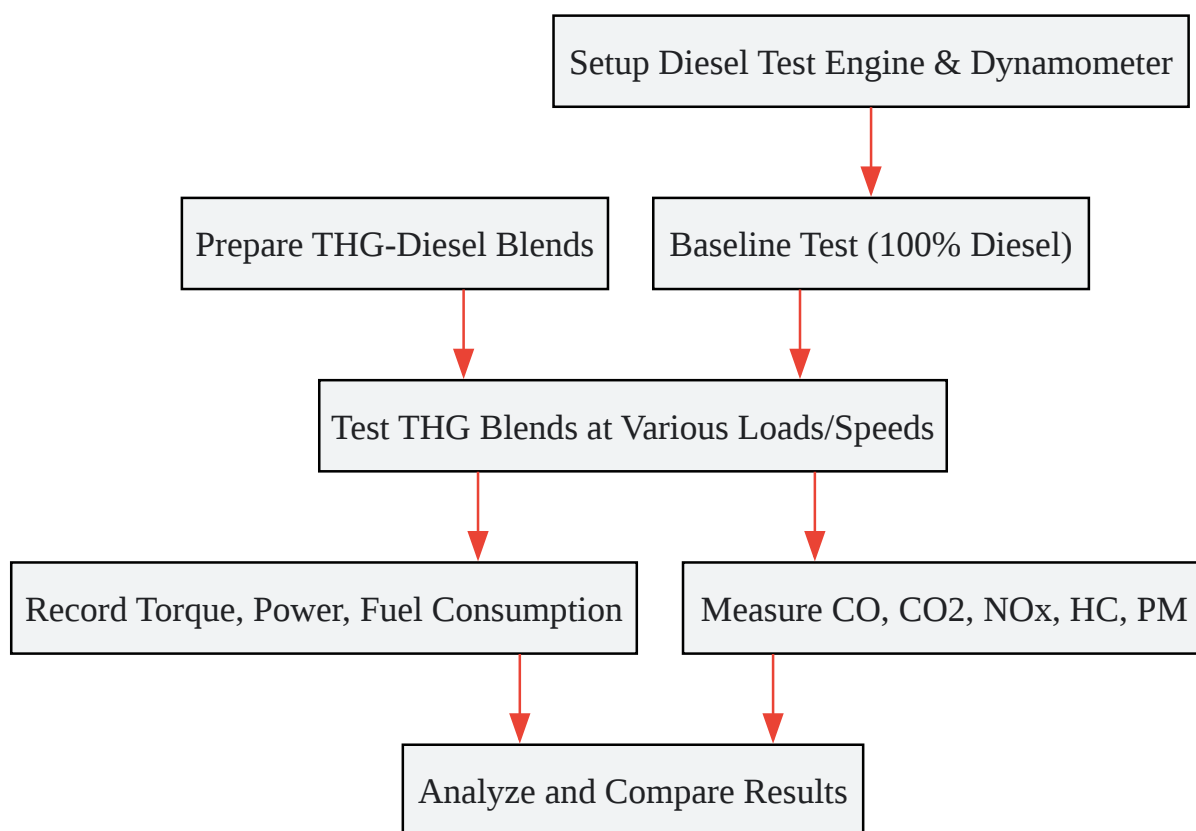 Setup Diesel Test Engine & Dynamometer
Prepare THG-Diesel Blends
Baseline Test (100% Diesel)
Test THG Blends at Various Loads/Speeds
Record Torque, Power, Fuel Consumption
Measure CO, CO2, NOx, HC, PM
Analyze and Compare Results